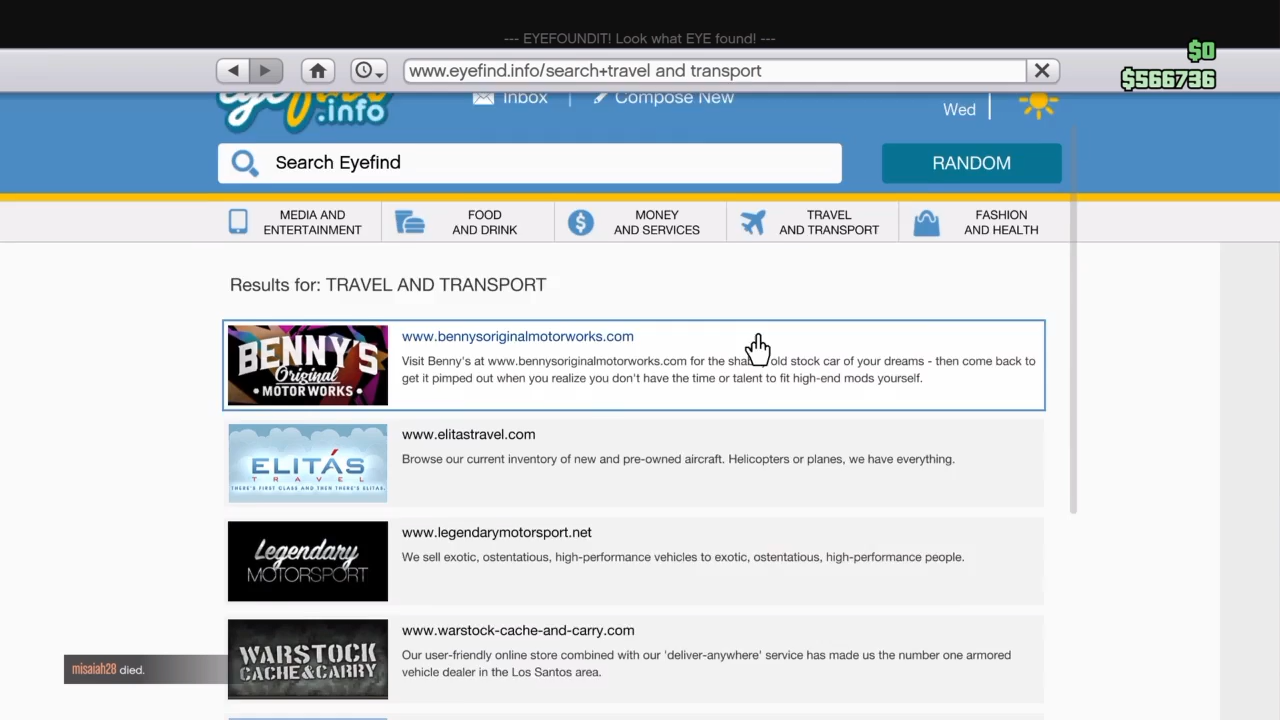 --- EYEFOUNDIT! Look what EYE found! ---
$0
www.eyefind.info/search+travel and transport
$566736
.info
Inbox
Compose New
Wed
Search Eyefind
RANDOM
MEDIA AND
ENTERTAINMENT
FOOD
AND DRINK
MONEY
AND SERVICES
TRAVEL
AND TRANSPORT
FASHION
AND HEALTH
Results for: TRAVEL AND TRANSPORT
BENNY'S
Original
• MOTOR WORKS •
www.bennysoriginalmotorworks.com
Visit Benny's at www.bennysoriginalmotorworks.com for the old stock car of your dreams - then come back to
get it pimped out when you realize you don't have the time or talent to fit high-end mods yourself.
ELITÁS
TRAVEL
THERE'S FIRST CLASS AND THEN THERE'S ELITAS.
www.elitastravel.com
Browse our current inventory of new and pre-owned aircraft. Helicopters or planes, we have everything.
Legendary
MOTORSPORT
www.legendarymotorsport.net
We sell exotic, ostentatious, high-performance vehicles to exotic, ostentatious, high-performance people.
WARSTOCK
CACHE & CARRY
www.warstock-cache-and-carry.com
Our user-friendly online store combined with our 'deliver-anywhere' service has made us the number one armored
vehicle dealer in the Los Santos area.
misaiah28 died.